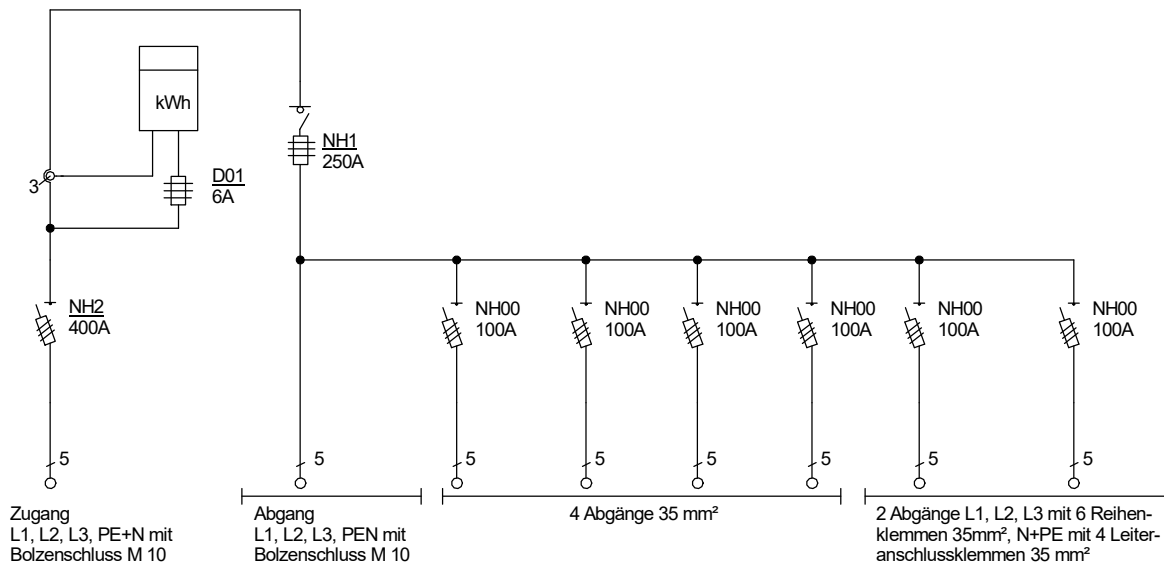 kWh
NH1
250A
3
D01
6A
NH2
400A
NH00
100A
NH00
100A
NH00
100A
NH00
100A
NH00
100A
NH00
100A
5
5
5
5
5
5
5
5
Zugang
L1, L2, L3, PE+N mit
Bolzenschluss M 10
Abgang
L1, L2, L3, PEN mit
Bolzenschluss M 10
4 Abgänge 35 mm²
2 Abgänge L1, L2, L3 mit 6 Reihen-
klemmen 35mm², N+PE mit 4 Leiter-
anschlussklemmen 35 mm²